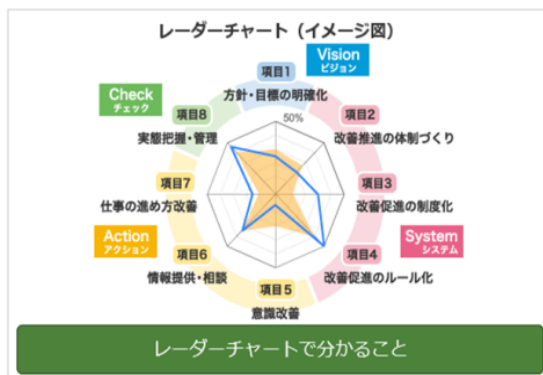 レーダーチャート（イメージ図）
Vision
ビジョン
項目1
方針・目標の明確化
Check
チェック
項目8
実態把握・管理
50%
項目2
改善推進の体制づくり
項目7
仕事の進め方改善
項目3
改善促進の制度化
Action
アクション
System
システム
項目6
情報提供・相談
項目4
改善促進のルール化
項目5
意識改善
レーダーチャートで分かること